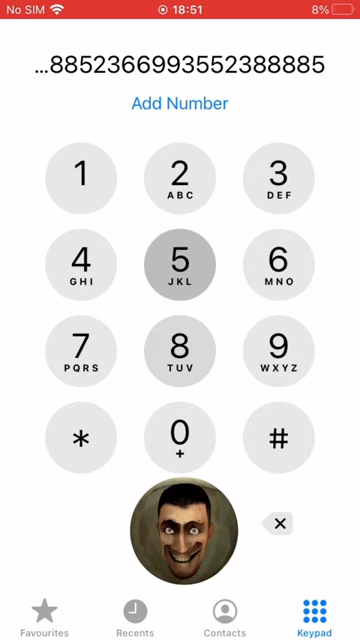 No SIM 18:51 8%
...8852366993552388885
Add Number
1 2 3
ABC DEF
4 5 6
GHI JKL MNO
7 8 9
PQRS TUV WXYZ
* 0 #
+
Favourites Recents Contacts Keypad